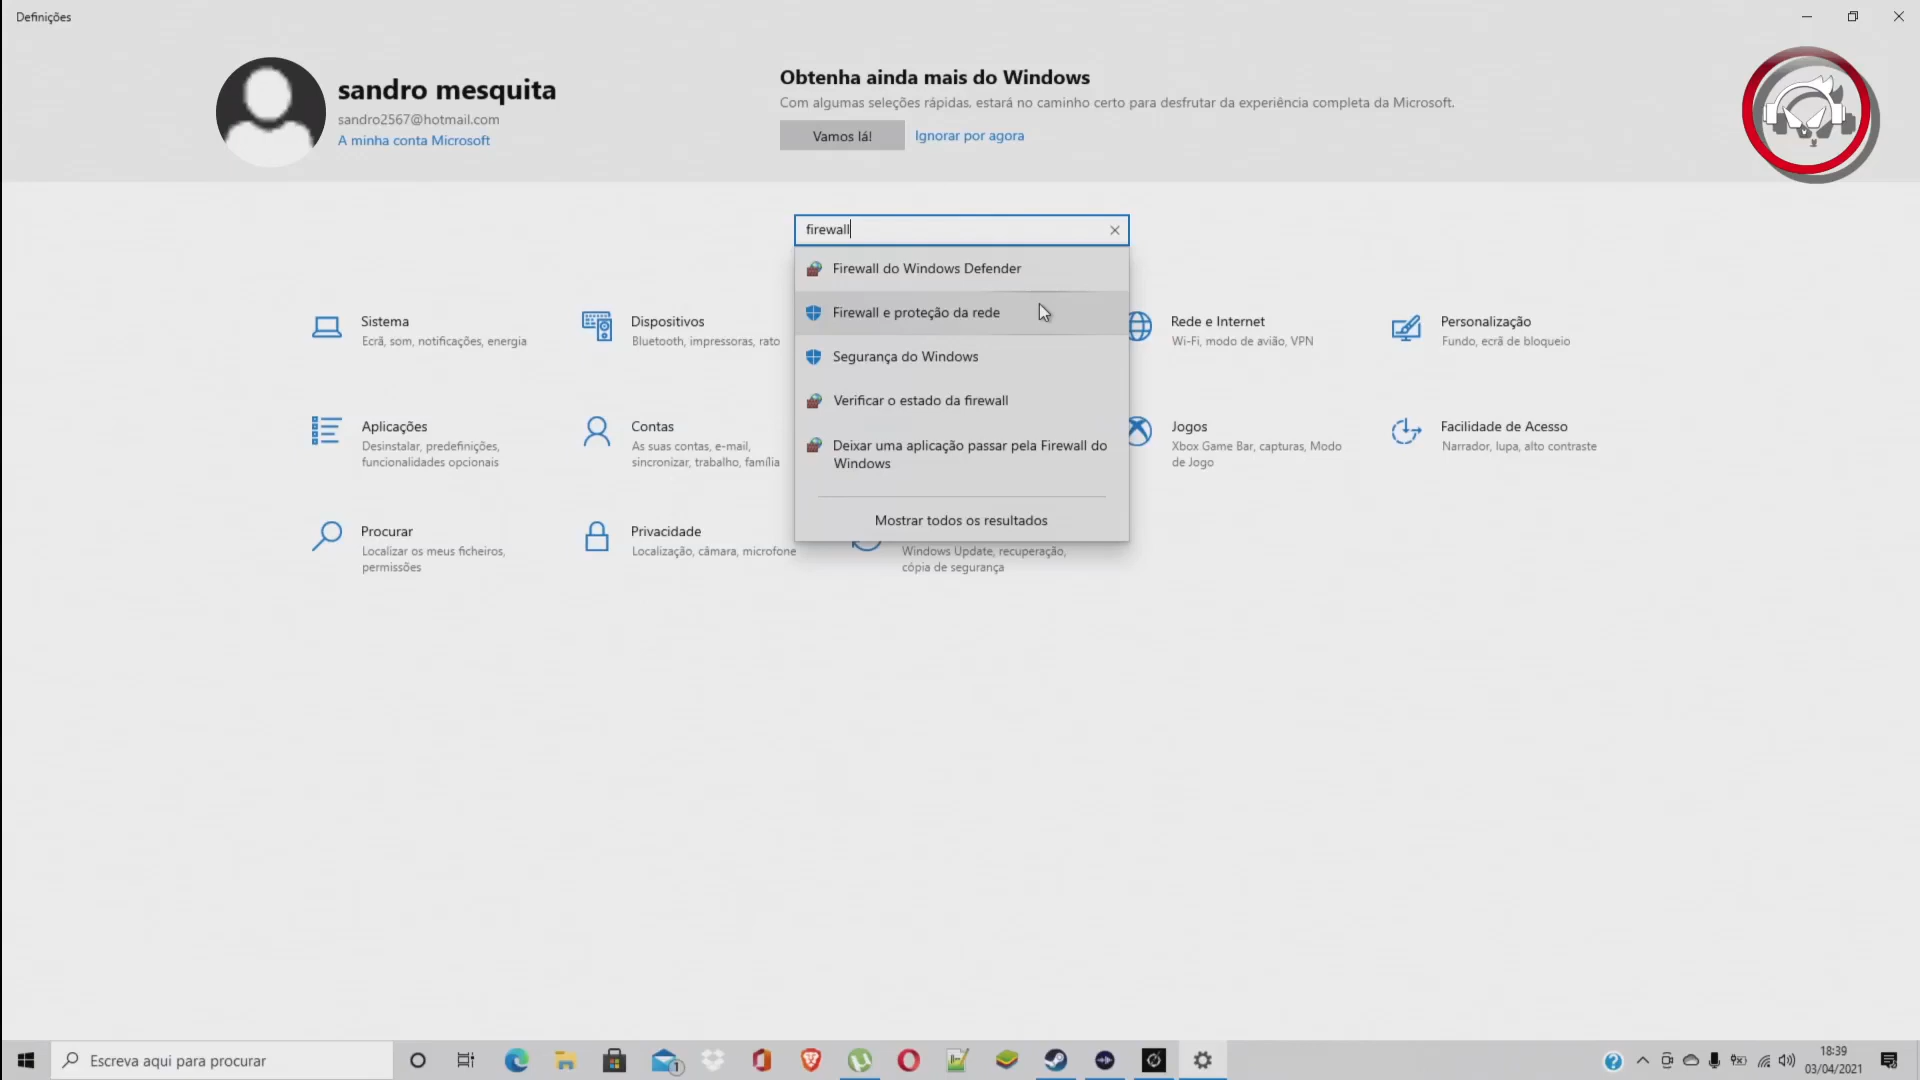 Definições
sandro mesquita
sandro2567@hotmail.com
A minha conta Microsoft
Obtenha ainda mais do Windows
Com algumas seleções rápidas, estará no caminho certo para desfrutar da experiência completa da Microsoft.
Vamos lá!
Ignorar por agora
firewall
Firewall do Windows Defender
Firewall e proteção da rede
Segurança do Windows
Verificar o estado da firewall
Deixar uma aplicação passar pela Firewall do
Windows
Mostrar todos os resultados
Sistema
Ecrã, som, notificações, energia
Dispositivos
Bluetooth, impressoras, rato
Rede e Internet
Wi-Fi, modo de avião, VPN
Personalização
Fundo, ecrã de bloqueio
Aplicações
Desinstalar, predefinições,
funcionalidades opcionais
Contas
As suas contas, e-mail,
sincronizar, trabalho, família
Jogos
Xbox Game Bar, capturas, Modo
de Jogo
Facilidade de Acesso
Narrador, lupa, alto contraste
Procurar
Localizar os meus ficheiros,
permissões
Privacidade
Localização, câmara, microfone
Windows Update, recuperação,
cópia de segurança
Escreva aqui para procurar
1
18:39
03/04/2021